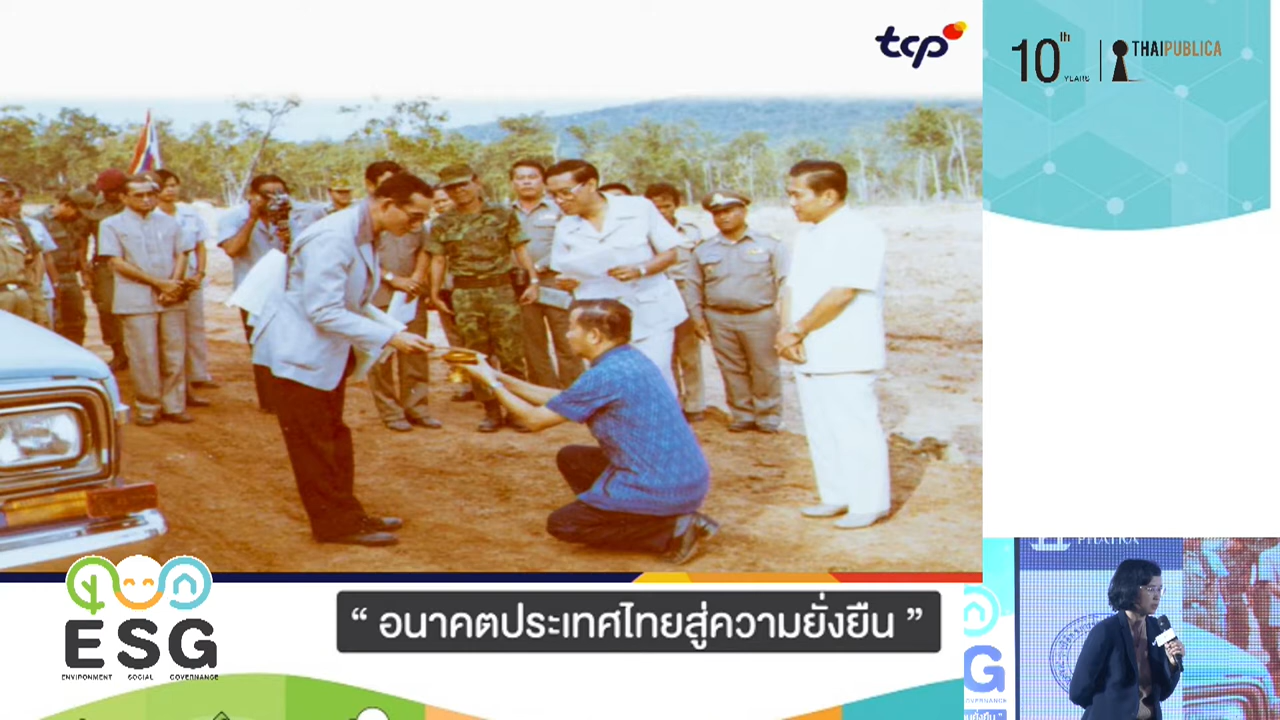 tcp
10th YEARS
THAIPUBLICA
ESG
ENVIRONMENT SOCIAL GOVERNANCE
“ อนาคตประเทศไทยสู่ความยั่งยืน ”
PHATRA
G